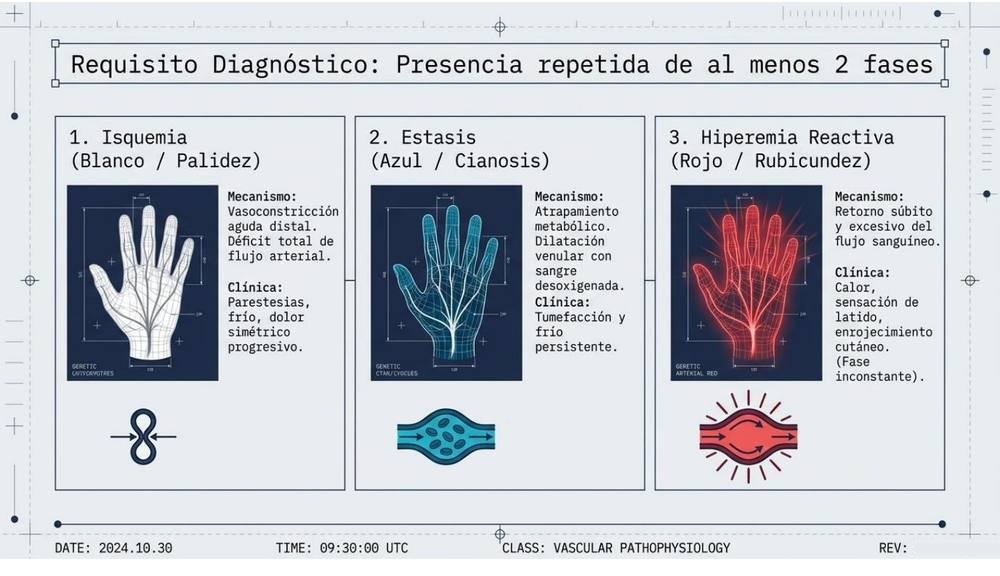 Requisito Diagnóstico: Presencia repetida de al menos 2 fases
1. Isquemia
(Blanco / Palidez)
Mecanismo:
Vasoconstricción
aguda distal.
Déficit total de
flujo arterial.
Clínica:
Parestesias,
frío, dolor
simétrico
progresivo.
GENETIC
2. Estasis
(Azul / Cianosis)
Mecanismo:
Atrapamiento
metabólico.
Dilatación
venular con
sangre
desoxigenada.
Clínica:
Tumefacción y
frío
persistente.
GENETIC
3. Hiperemia Reactiva
(Rojo / Rubicundez)
Mecanismo:
Retorno súbito
y excesivo del
flujo sanguíneo.
Clínica:
Calor,
sensación de
latido,
enrojecimiento
cutáneo.
(Fase
inconstante).
GENETIC
ARTERIAL RED
DATE: 2024.10.30 TIME: 09:30:00 UTC CLASS: VASCULAR PATHOPHYSIOLOGY REV: